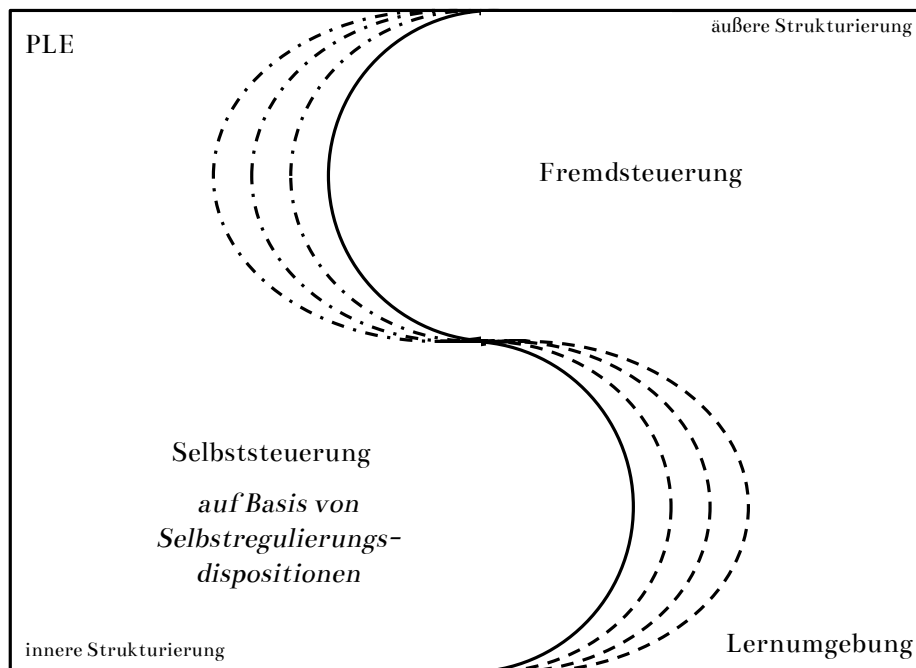 PLE
äußere Strukturierung
Fremdsteuerung
Selbststeuerung
auf Basis von
Selbstregulierungs-
dispositionen
innere Strukturierung
Lernumgebung